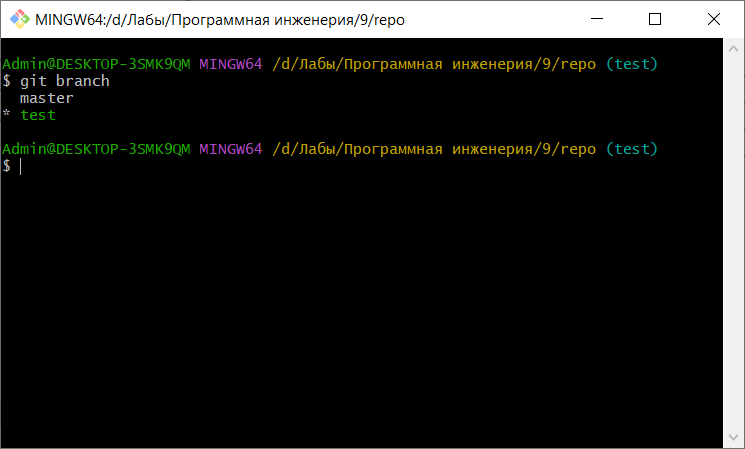 MINGW64:/d/Лабы/Программная инженерия/9/repo
Admin@DESKTOP-3SMK9QM MINGW64 /d/Лабы/Программная инженерия/9/repo (test)
$ git branch
  master
* test
Admin@DESKTOP-3SMK9QM MINGW64 /d/Лабы/Программная инженерия/9/repo (test)
$